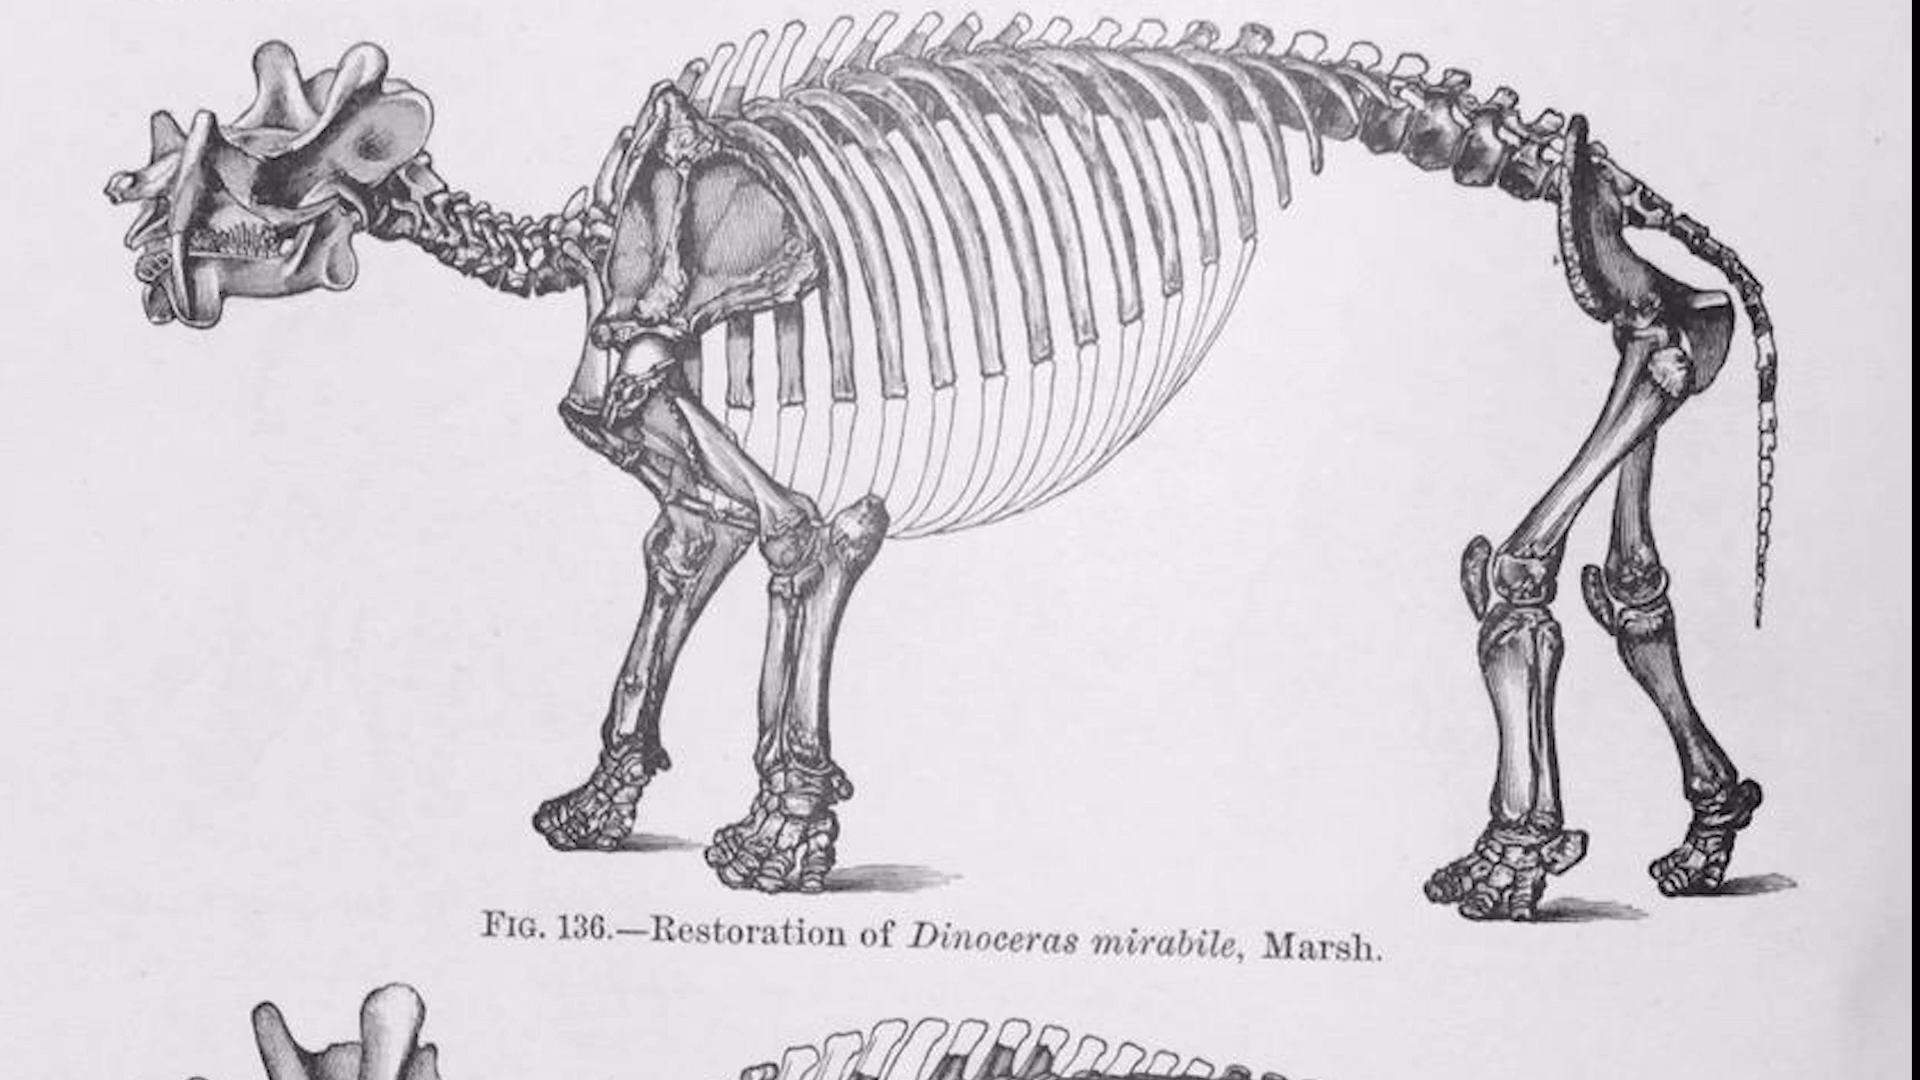 FIG. 136.—Restoration of Dinoceras mirabile, Marsh.